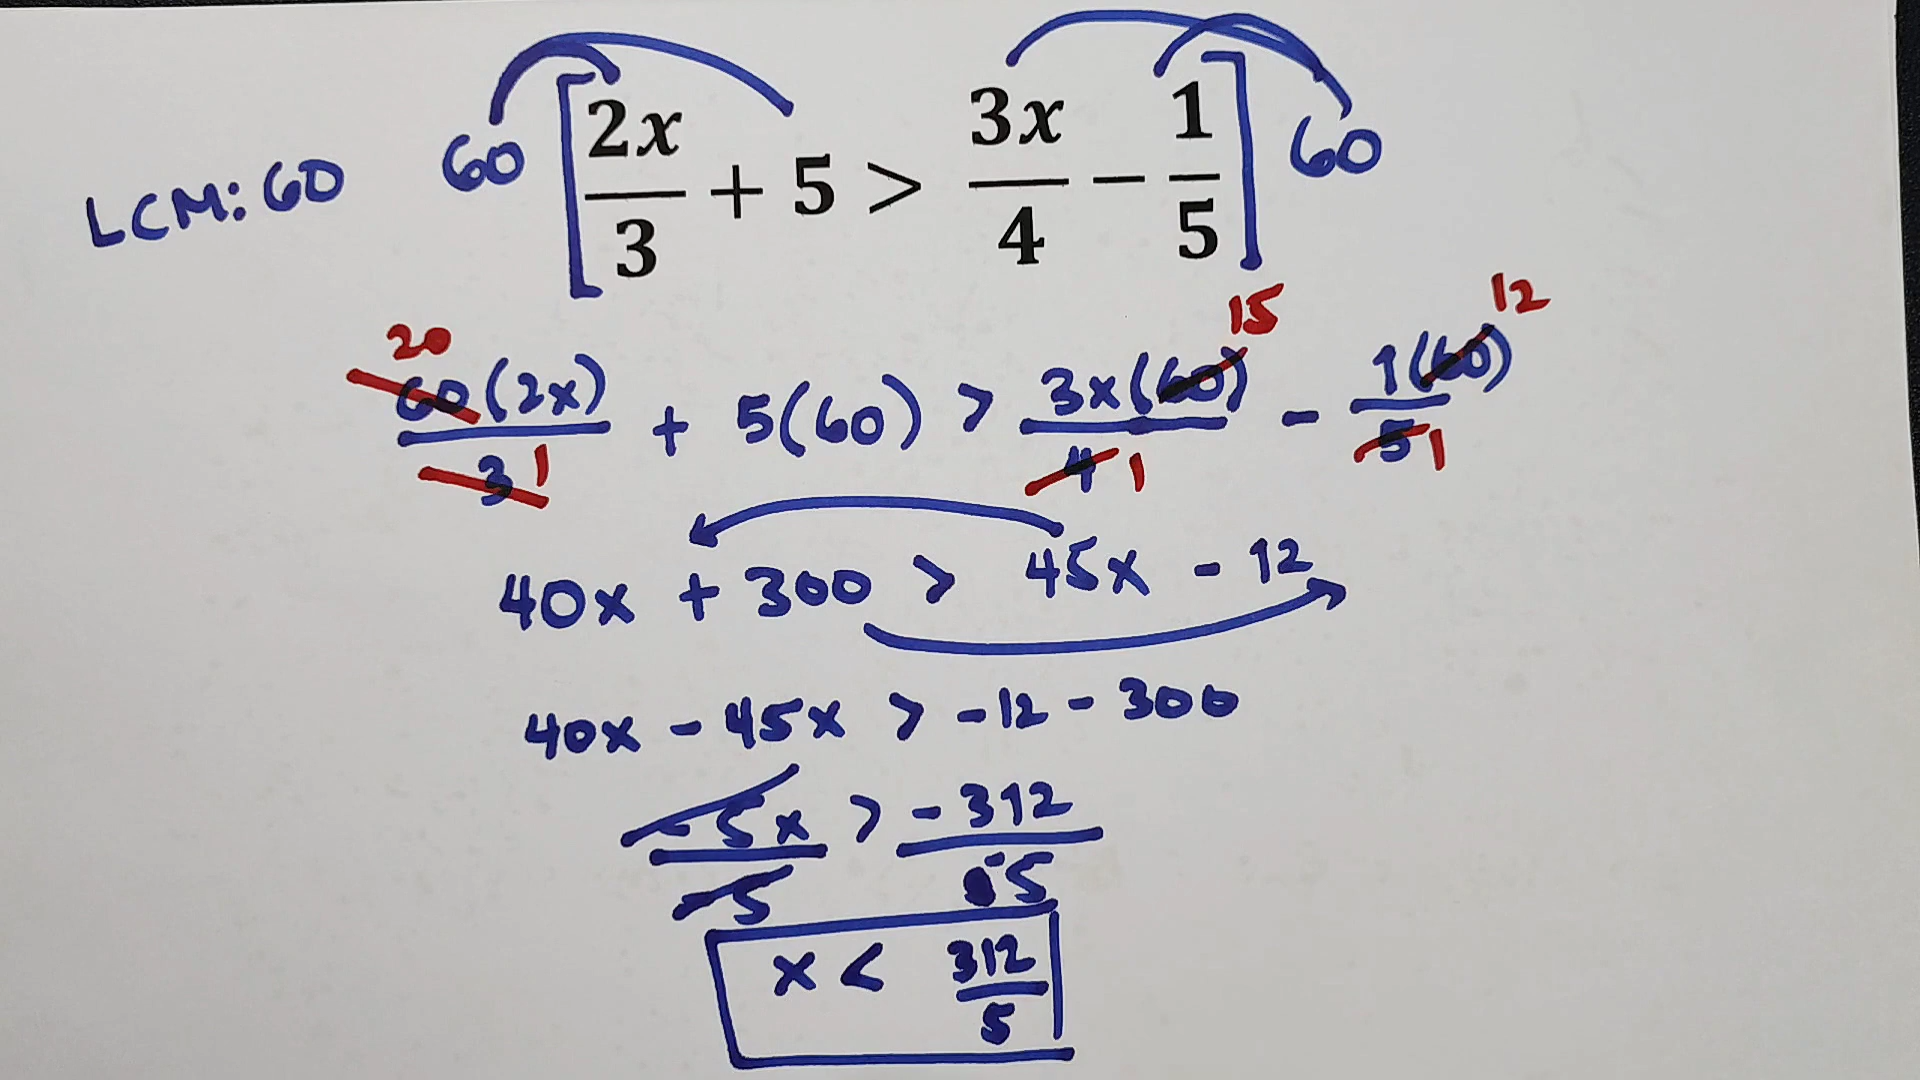 LCM: 60 60 [ 2x/3 + 5 > 3x/4 - 1/5 ] 60
20 15 12
60(2x)/3 1 + 5(60) > 3x(60)/4 1 - 1(60)/5 1
40x + 300 > 45x - 12
40x - 45x > -12 - 300
-5x/-5 > -312/-5
x < 312/5